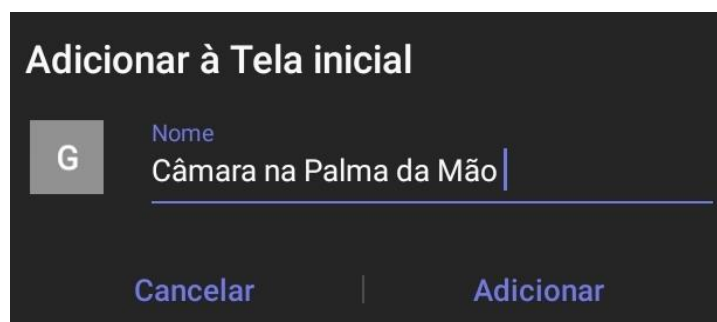 Adicionar à Tela inicial
G
Nome
Câmara na Palma da Mão
Cancelar
Adicionar